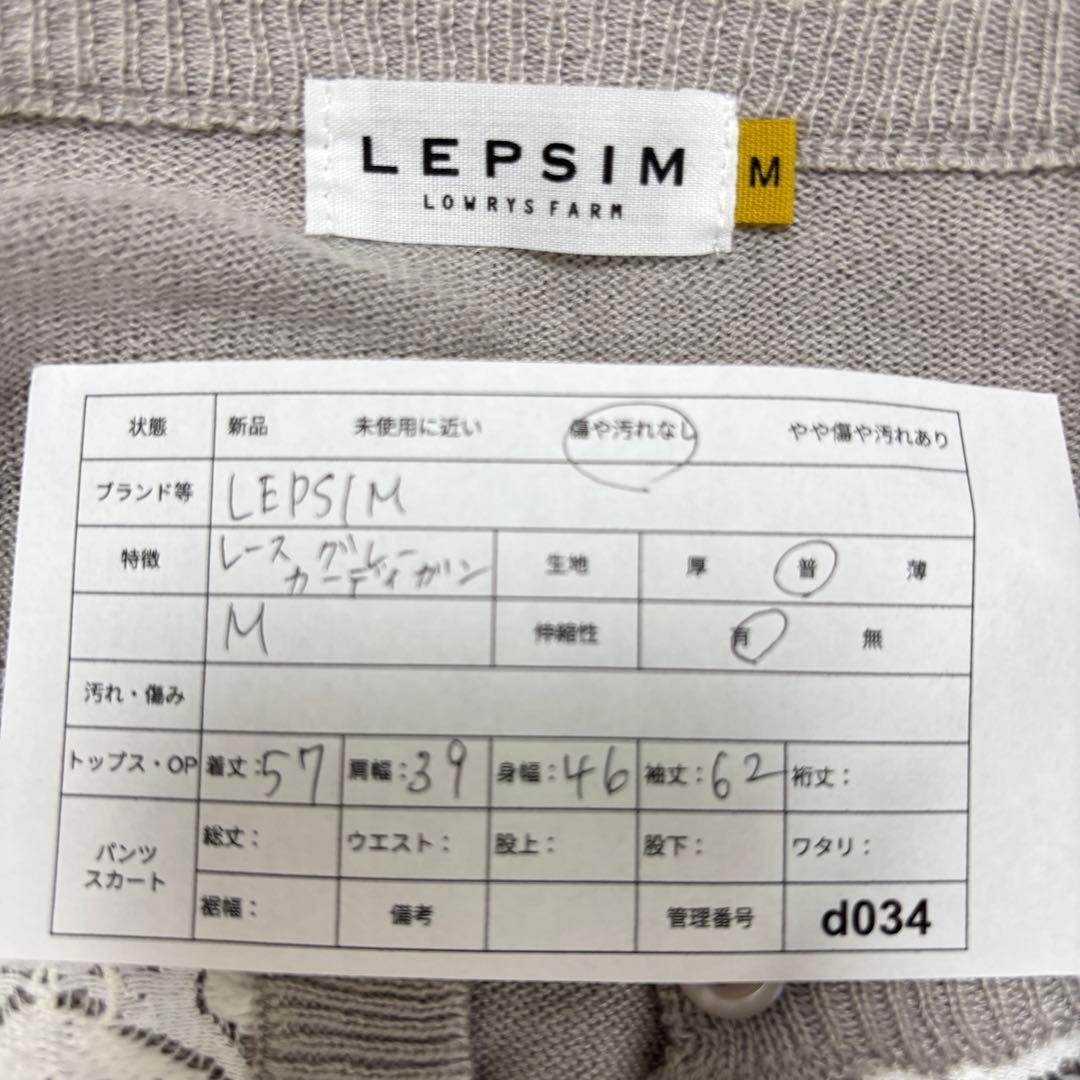 LEPSIM
M
LOWRYS FARM
状態 新品 未使用に近い 傷や汚れなし やや傷や汚れあり
ブランド等 LEPSIM
特徴 レース グレー 生地 厚 普 薄
カーディガン
M 伸縮性 有 無
汚れ・傷み
トップス・OP 着丈:57 肩幅:39 身幅:46 袖丈:62 裄丈:
パンツ 総丈: ウエスト: 股上: 股下: ワタリ:
スカート
裾幅: 備考 管理番号 d034